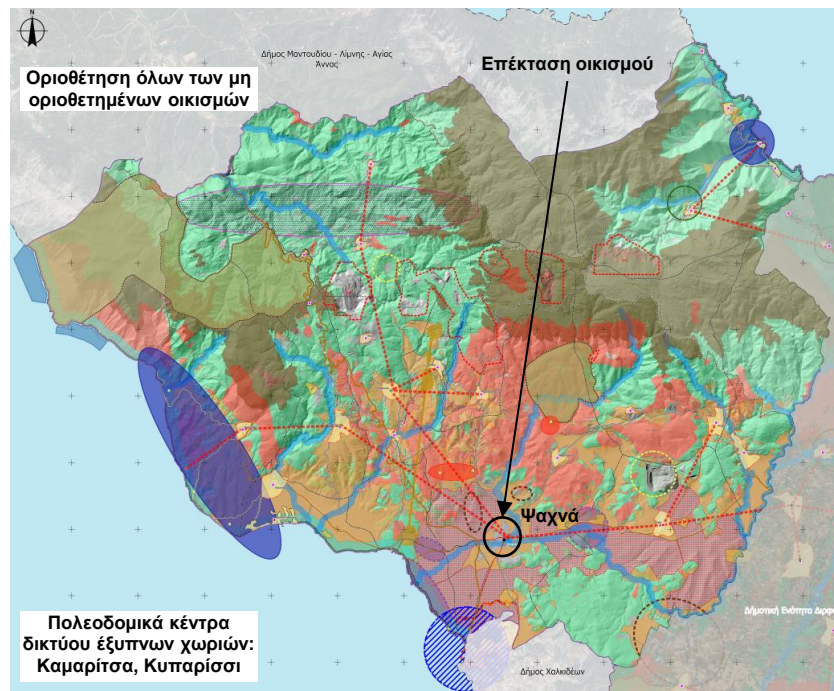 N
Δήμος Μαντουδίου - Λίμνης - Αγίας
Άννας
Επέκταση οικισμού
Οριοθέτηση όλων των μη
οριοθετημένων οικισμών
Ψαχνά
Πολεοδομικά κέντρα
δικτύου έξυπνων χωριών:
Καμαρίτσα, Κυπαρίσσι
Δημοτική Ενότητα Διρφ
Δήμος Χαλκιδέων